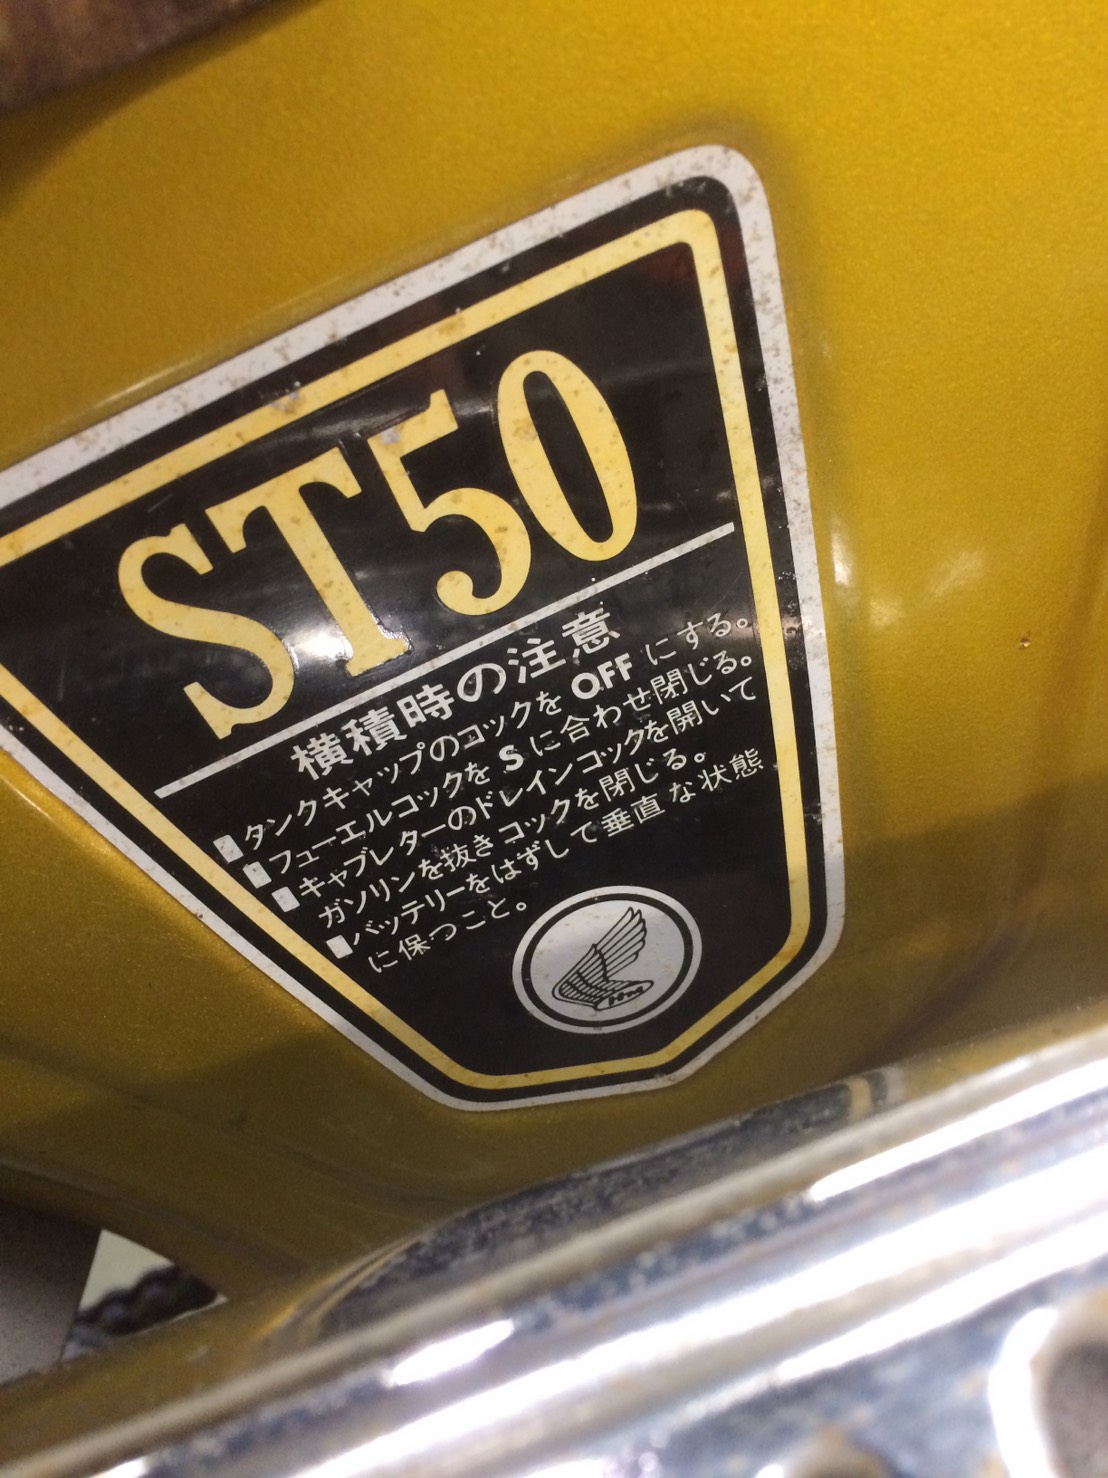 ST50
横積時の注意
■タンクキャップのコックを OFF にする。
■フューエルコックを S に合わせ閉じる。
■キャブレターのドレインコックを開いて
ガソリンを抜きコックを閉じる。
■バッテリーをはずして垂直な状態
に保つこと。
HM